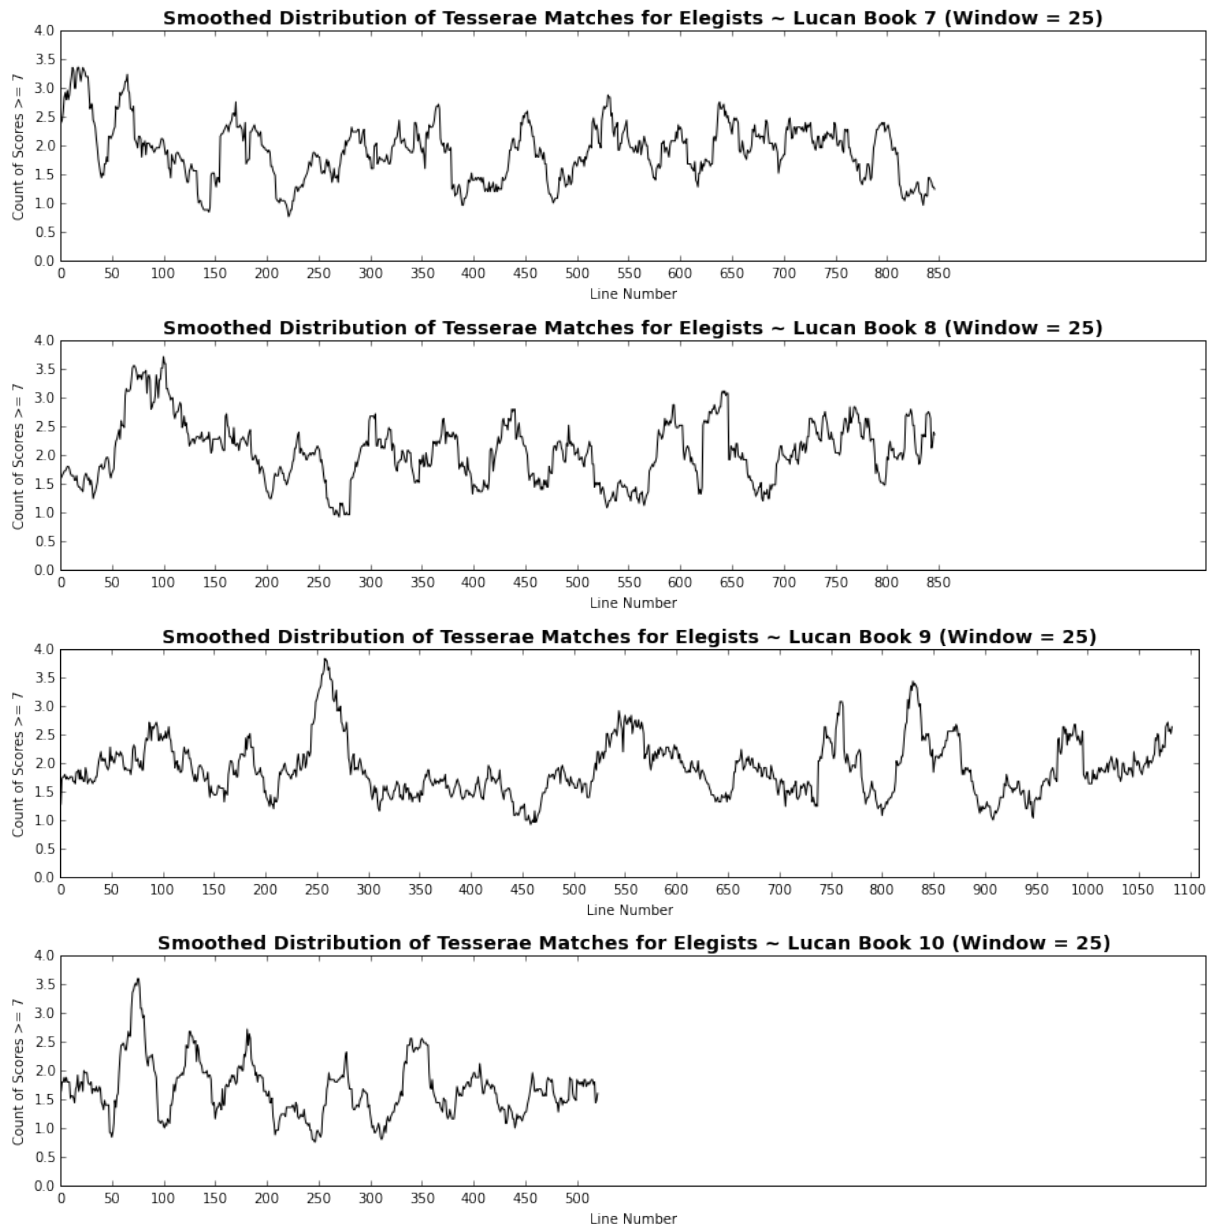 Smoothed Distribution of Tesserae Matches for Elegists ~ Lucan Book 7 (Window = 25)
4.0
3.5
3.0
2.5
2.0
1.5
1.0
0.5
0.0
Count of Scores >= 7
0 50 100 150 200 250 300 350 400 450 500 550 600 650 700 750 800 850
Line Number
Smoothed Distribution of Tesserae Matches for Elegists ~ Lucan Book 8 (Window = 25)
4.0
3.5
3.0
2.5
2.0
1.5
1.0
0.5
0.0
Count of Scores >= 7
0 50 100 150 200 250 300 350 400 450 500 550 600 650 700 750 800 850
Line Number
Smoothed Distribution of Tesserae Matches for Elegists ~ Lucan Book 9 (Window = 25)
4.0
3.5
3.0
2.5
2.0
1.5
1.0
0.5
0.0
Count of Scores >= 7
0 50 100 150 200 250 300 350 400 450 500 550 600 650 700 750 800 850 900 950 1000 1050 1100
Line Number
Smoothed Distribution of Tesserae Matches for Elegists ~ Lucan Book 10 (Window = 25)
4.0
3.5
3.0
2.5
2.0
1.5
1.0
0.5
0.0
Count of Scores >= 7
0 50 100 150 200 250 300 350 400 450 500
Line Number